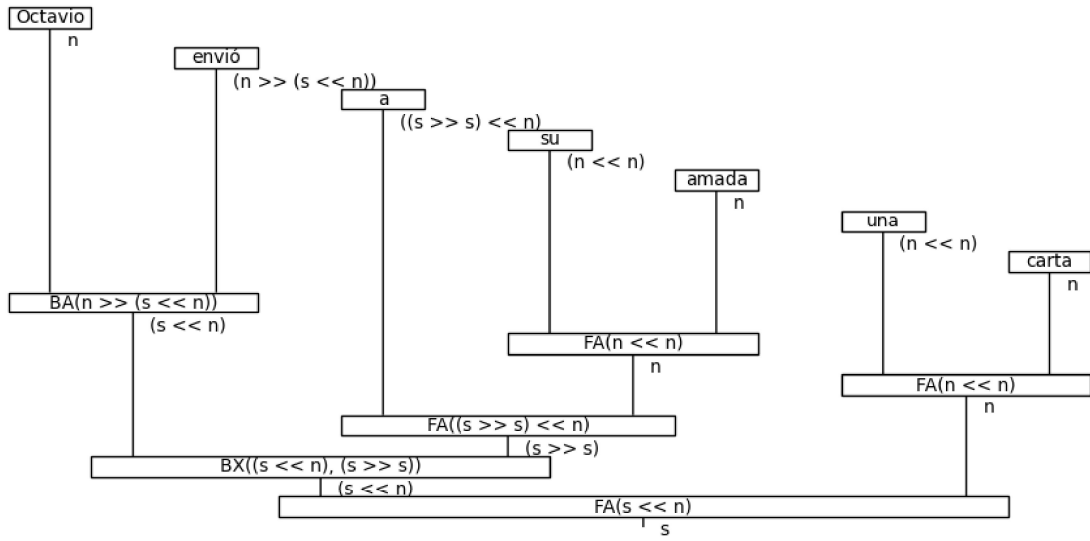 Octavio
n
envió
(n >> (s << n))
a
((s >> s) << n)
su
(n << n)
amada
n
una
(n << n)
carta
n
BA(n >> (s << n))
(s << n)
FA(n << n)
n
FA(n << n)
n
FA((s >> s) << n)
(s >> s)
BX((s << n), (s >> s))
(s << n)
FA(s << n)
s